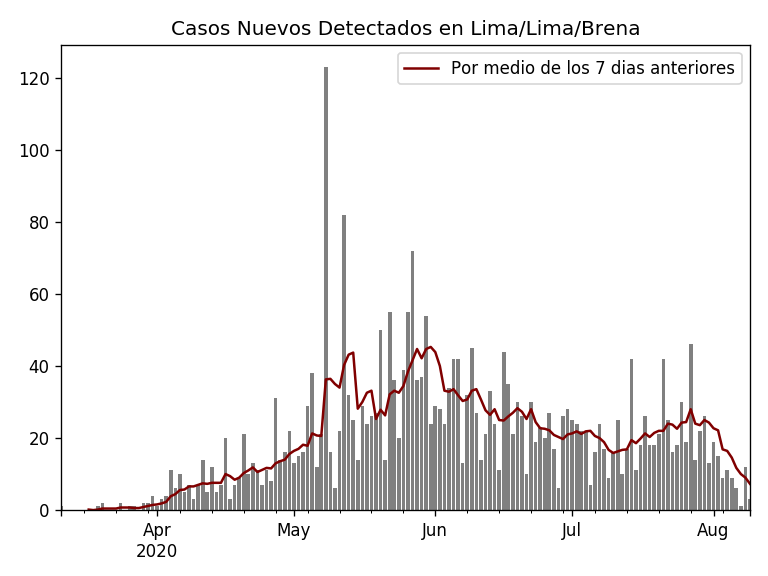 Casos Nuevos Detectados en Lima/Lima/Brena
Por medio de los 7 dias anteriores
120
100
80
60
40
20
0
Apr
2020
May
Jun
Jul
Aug